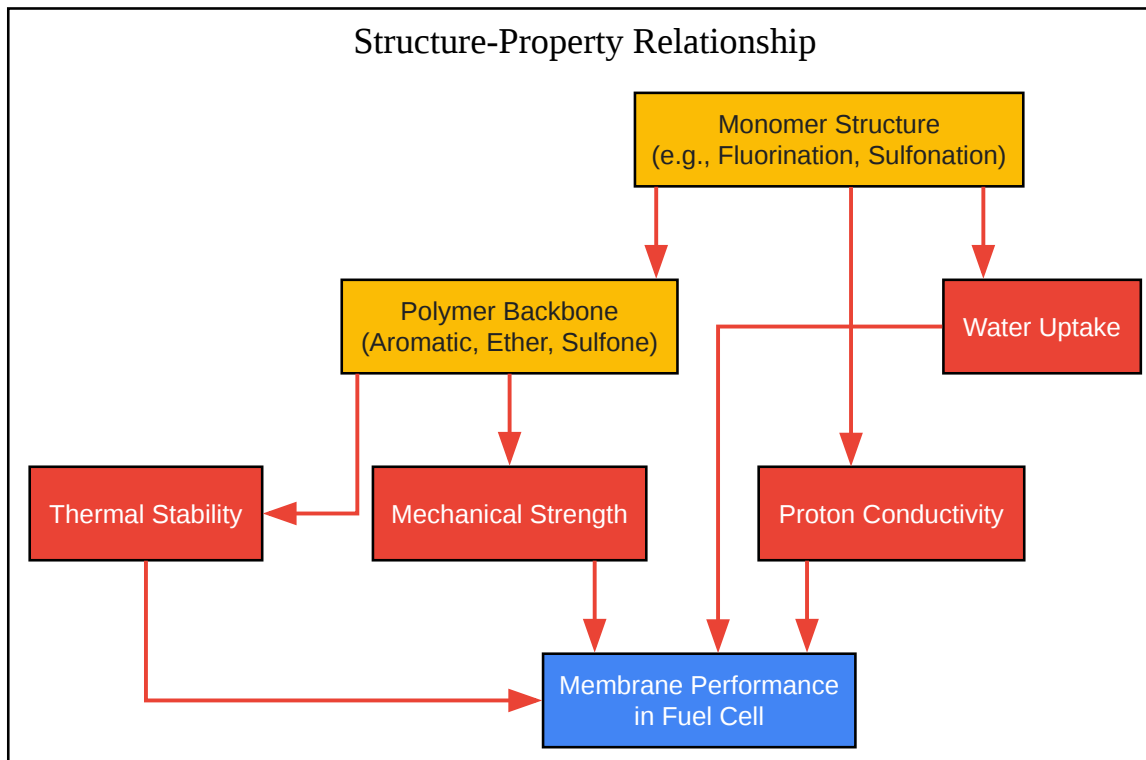 Structure-Property Relationship
Monomer Structure
(e.g., Fluorination, Sulfonation)
Polymer Backbone
(Aromatic, Ether, Sulfone)
Water Uptake
Thermal Stability
Mechanical Strength
Proton Conductivity
Membrane Performance
in Fuel Cell